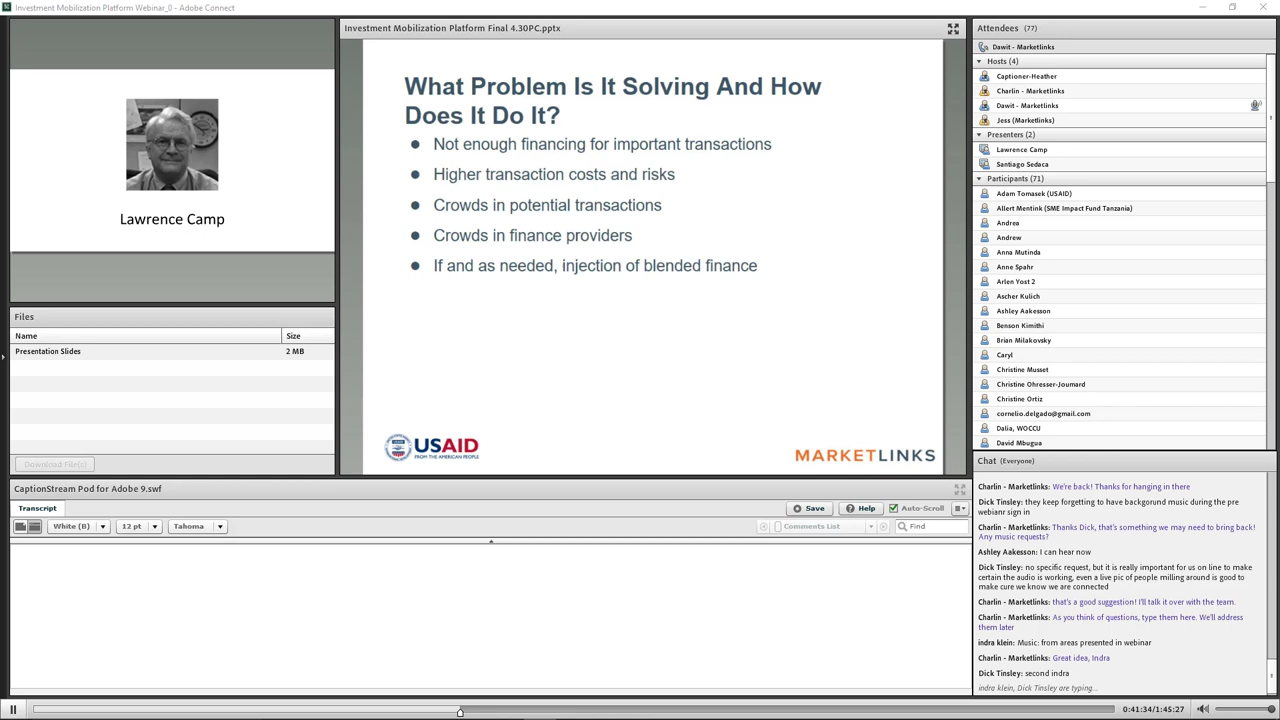 Investment Mobilization Platform Webinar_0 - Adobe Connect
Lawrence Camp
Files
Name Size
Presentation Slides 2 MB
Download File(s)
Investment Mobilization Platform Final 4.30PC.pptx
What Problem Is It Solving And How
Does It Do It?
● Not enough financing for important transactions
● Higher transaction costs and risks
● Crowds in potential transactions
● Crowds in finance providers
● If and as needed, injection of blended finance
USAID
FROM THE AMERICAN PEOPLE
MARKETLINKS
CaptionStream Pod for Adobe 9.swf
Transcript
Save Help Auto-Scroll
White (B) 12 pt Tahoma Comments List Find
Attendees (77)
Dawit - Marketlinks
Hosts (4)
Captioner-Heather
Charlin - Marketlinks
Dawit - Marketlinks
Jess (Marketlinks)
Presenters (2)
Lawrence Camp
Santiago Sedaca
Participants (71)
Adam Tomasek (USAID)
Allert Mentink (SME Impact Fund Tanzania)
Andrea
Andrew
Anna Mutinda
Anne Spahr
Arlen Yost 2
Ascher Kulich
Ashley Aakesson
Benson Kimithi
Brian Milakovsky
Caryl
Christine Musset
Christine Ohresser-Joumard
Christine Ortiz
cornelio.delgado@gmail.com
Dalia, WOCCU
David Mbugua
Chat (Everyone)
Charlin - Marketlinks: We're back! Thanks for hanging in there
Dick Tinsley: they keep forgetting to have backgorund music during the pre
webianr sign in
Charlin - Marketlinks: Thanks Dick, that's something we may need to bring back!
Any music requests?
Ashley Aakesson: I can hear now
Dick Tinsley: no specific request, but it is really important for us on line to make
certain the audio is working, even a live pic of people milling around is good to
make cure we know we are connected
Charlin - Marketlinks: that's a good suggestion! I'll talk it over with the team.
Charlin - Marketlinks: As you think of questions, type them here. We'll address
them later
indra klein: Music: from areas presented in webinar
Charlin - Marketlinks: Great idea, Indra
Dick Tinsley: second indra
indra klein, Dick Tinsley are typing...
0:41:34/1:45:27